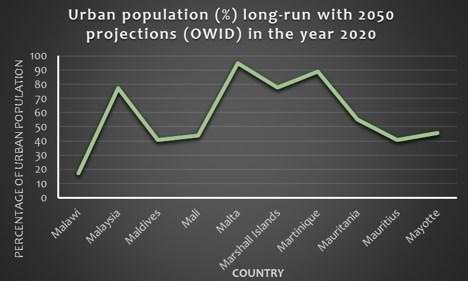 Urban population (%) long-run with 2050
projections (OWID) in the year 2020
PERCENTAGE OF URBAN POPULATION
100
90
80
70
60
50
40
30
20
10
0
Malawi
Malaysia
Maldives
Mali
Malta
Marshall Islands
Martinique
Mauritania
Mauritius
Mayotte
COUNTRY